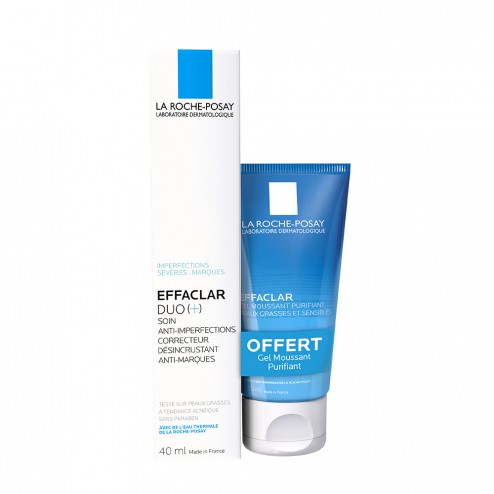 LA ROCHE-POSAY
LABORATOIRE DERMATOLOGIQUE
IMPERFECTIONS
SÉVÈRES...MARQUES
EFFACLAR
DUO(+)
SOIN
ANTI-IMPERFECTIONS
CORRECTEUR
DÉSINCRUSTANT
ANTI-MARQUES
TESTÉ SUR PEAUX GRASSES
À TENDANCE ACNÉIQUE
SANS PARABEN
AVEC DE L'EAU THERMALE
DE LA ROCHE-POSAY
40 ml Made in France
LA ROCHE-POSAY
LABORATOIRE DERMATOLOGIQUE
EFFACLAR
GEL MOUSSANT PURIFIANT
PEAUX GRASSES ET SENSIBLES
OFFERT
Gel Moussant
Purifiant